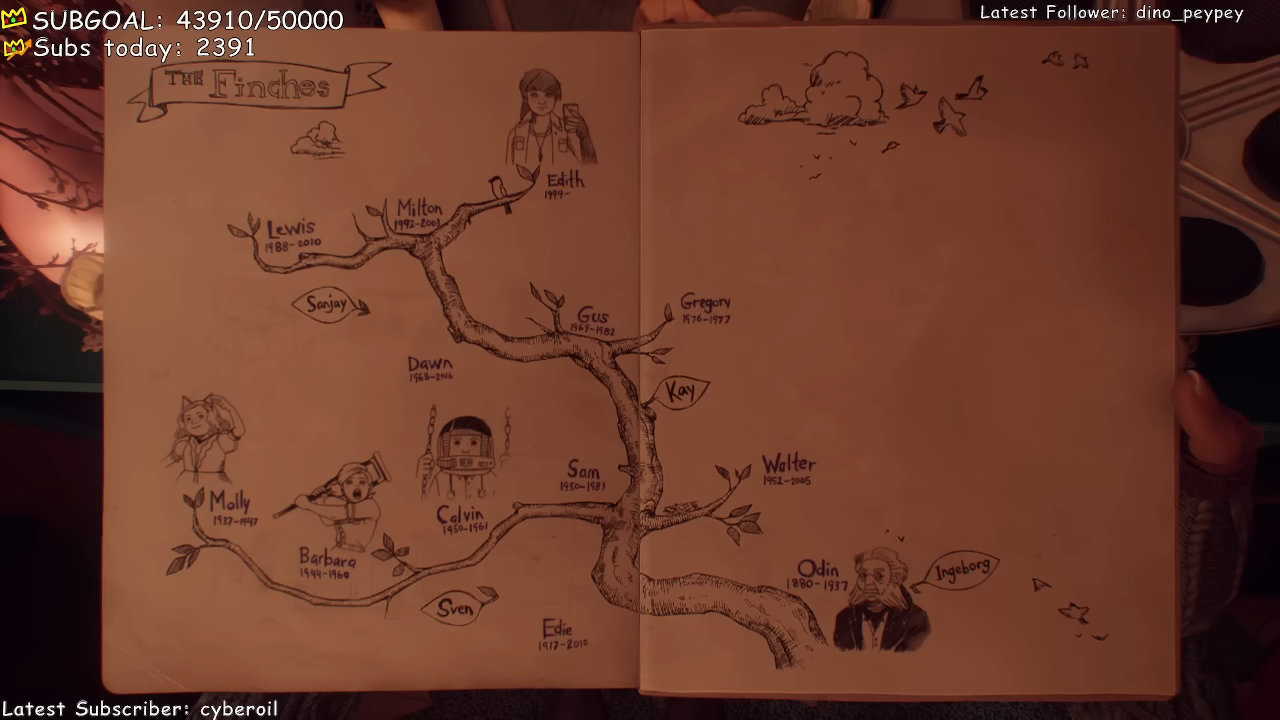 SUBGOAL: 43910/50000
Subs today: 2391
Latest Follower: dino_peypey
THE Finches
Edith
1999-
Milton
1992-2003
Lewis
1988-2010
Sanjay
Gus
1969-1982
Gregory
1976-1977
Dawn
1968-2016
Kay
Sam
1950-1983
Walter
1952-2005
Molly
1937-1947
Calvin
1950-1961
Barbara
1944-1960
Odin
1880-1937
Ingeborg
Sven
Edie
1917-2010
Latest Subscriber: cyberoil